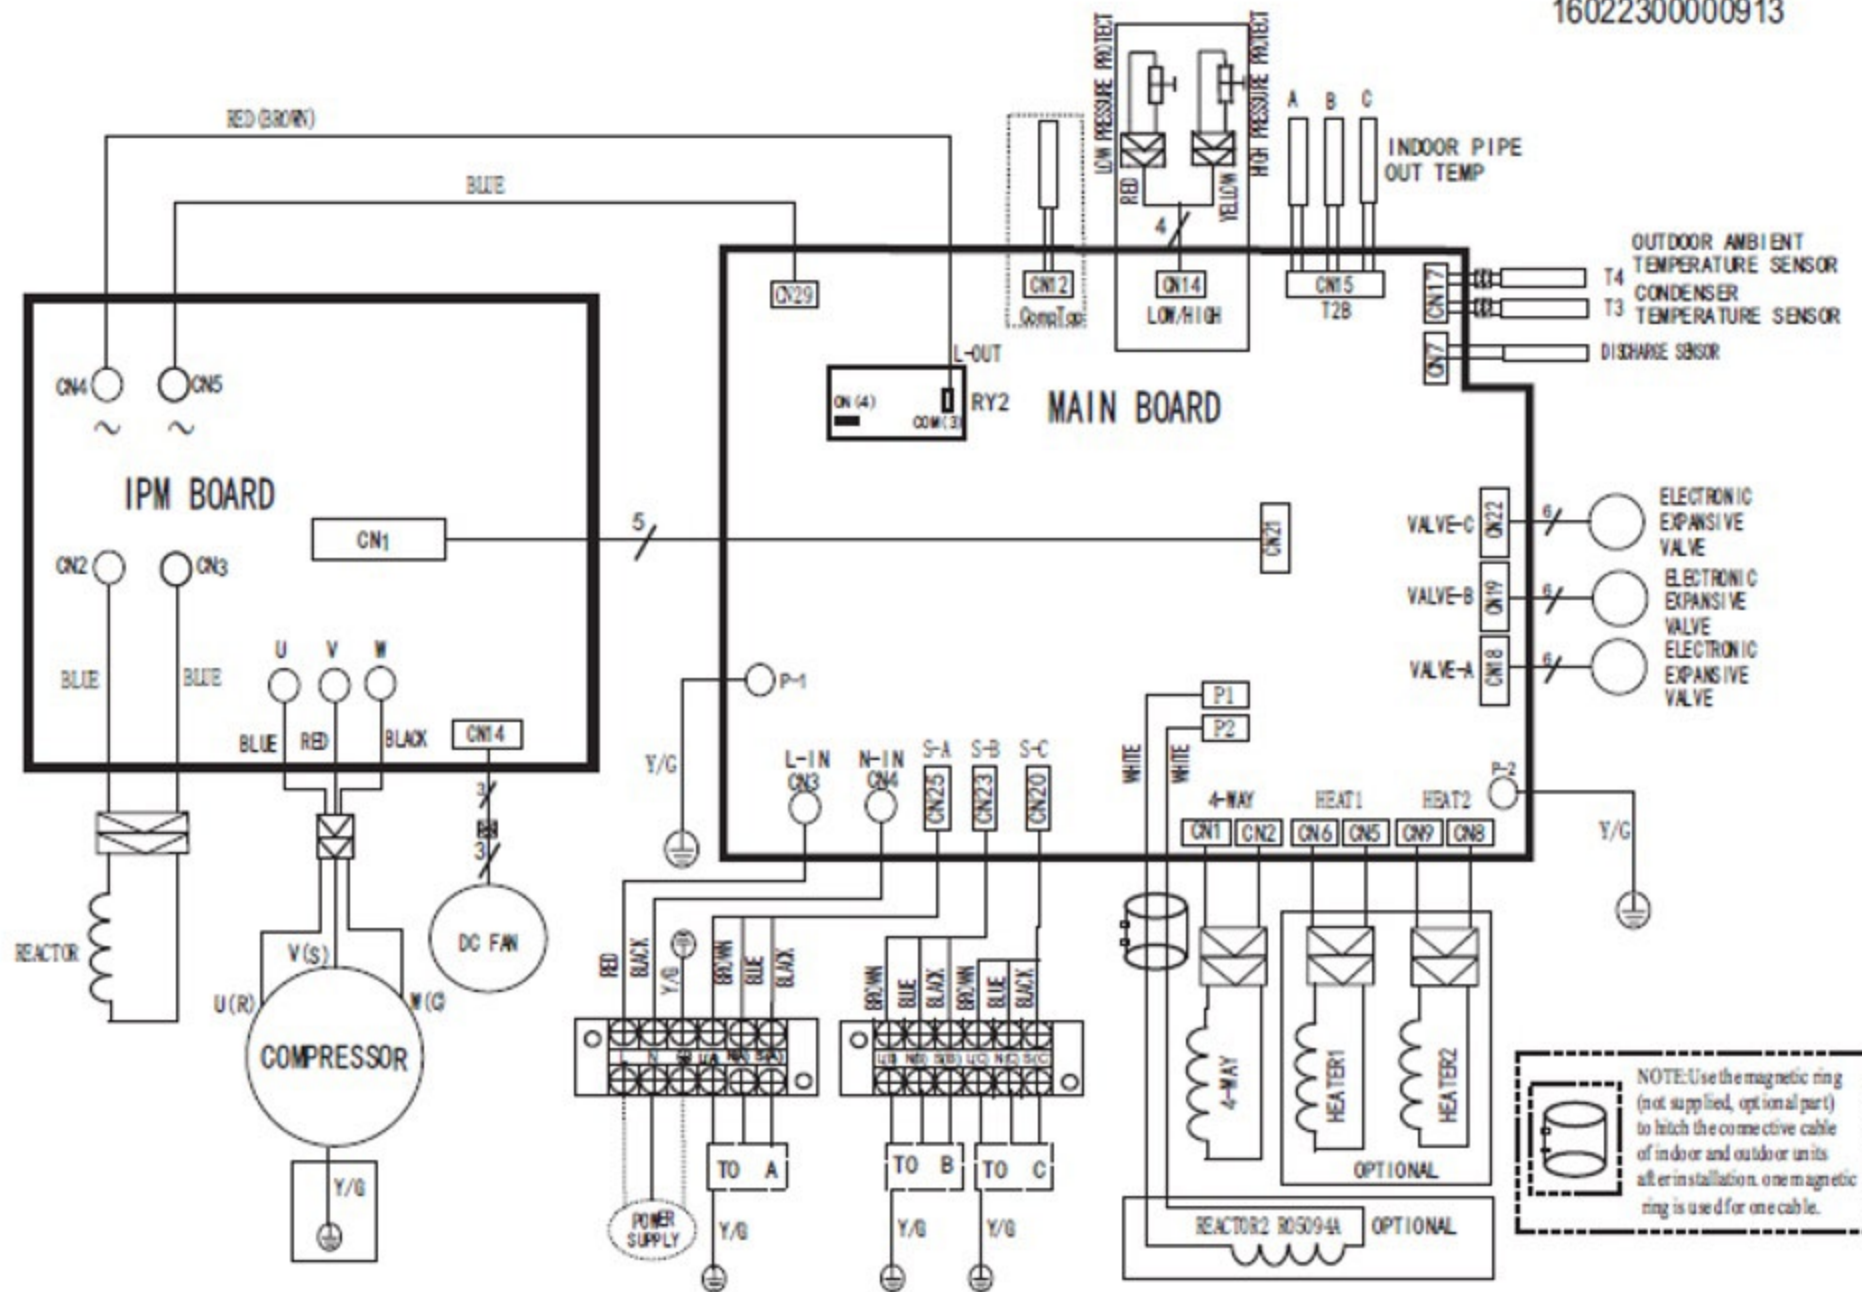 16022300000913
RED(BROWN)
BLUE
LOW PRESSURE PROTECT
HIGH PRESSURE PROTECT
RED
YELLOW
4
A B C
INDOOR PIPE
OUT TEMP
OUTDOOR AMBIENT
T4 TEMPERATURE SENSOR
CONDENSER
T3 TEMPERATURE SENSOR
DISCHARGE SENSOR
CN29
CN12
CompTop
CN14
LOW/HIGH
CN15
T2B
CN17
CN7
L-OUT
CN4
CN5
ON(4)
COM(3)
RY2
MAIN BOARD
IPM BOARD
CN1
5
CN21
CN2
CN3
VALVE-C
CN22
6
ELECTRONIC
EXPANSIVE
VALVE
VALVE-B
CN19
6
ELECTRONIC
EXPANSIVE
VALVE
VALVE-A
CN18
6
ELECTRONIC
EXPANSIVE
VALVE
BLUE
BLUE
U V W
BLUE
RED
BLACK
CN14
3
3
DC FAN
P-1
Y/G
P1
P2
WHITE
WHITE
L-IN
CN3
N-IN
CN4
S-A
CN25
S-B
CN23
S-C
CN20
4-WAY
CN1
CN2
HEAT1
CN6
CN5
HEAT2
CN9
CN8
P-2
Y/G
REACTOR
V(S)
U(R)
W(C)
COMPRESSOR
Y/G
RED
BLACK
Y/G
BROWN
BLUE
BLACK
BROWN
BLUE
BLACK
BROWN
BLUE
BLACK
L
N
L(A)
N(A)
S(A)
L(B)
N(B)
S(B)
L(C)
N(C)
S(C)
POWER
SUPPLY
TO A
Y/G
TO B
Y/G
TO C
Y/G
4-WAY
HEATER1
HEATER2
OPTIONAL
REACTOR2 R05094A
OPTIONAL
NOTE:Use the magnetic ring
(not supplied, optional part)
to hitch the connective cable
of indoor and outdoor units
after installation. one magnetic
ring is used for one cable.